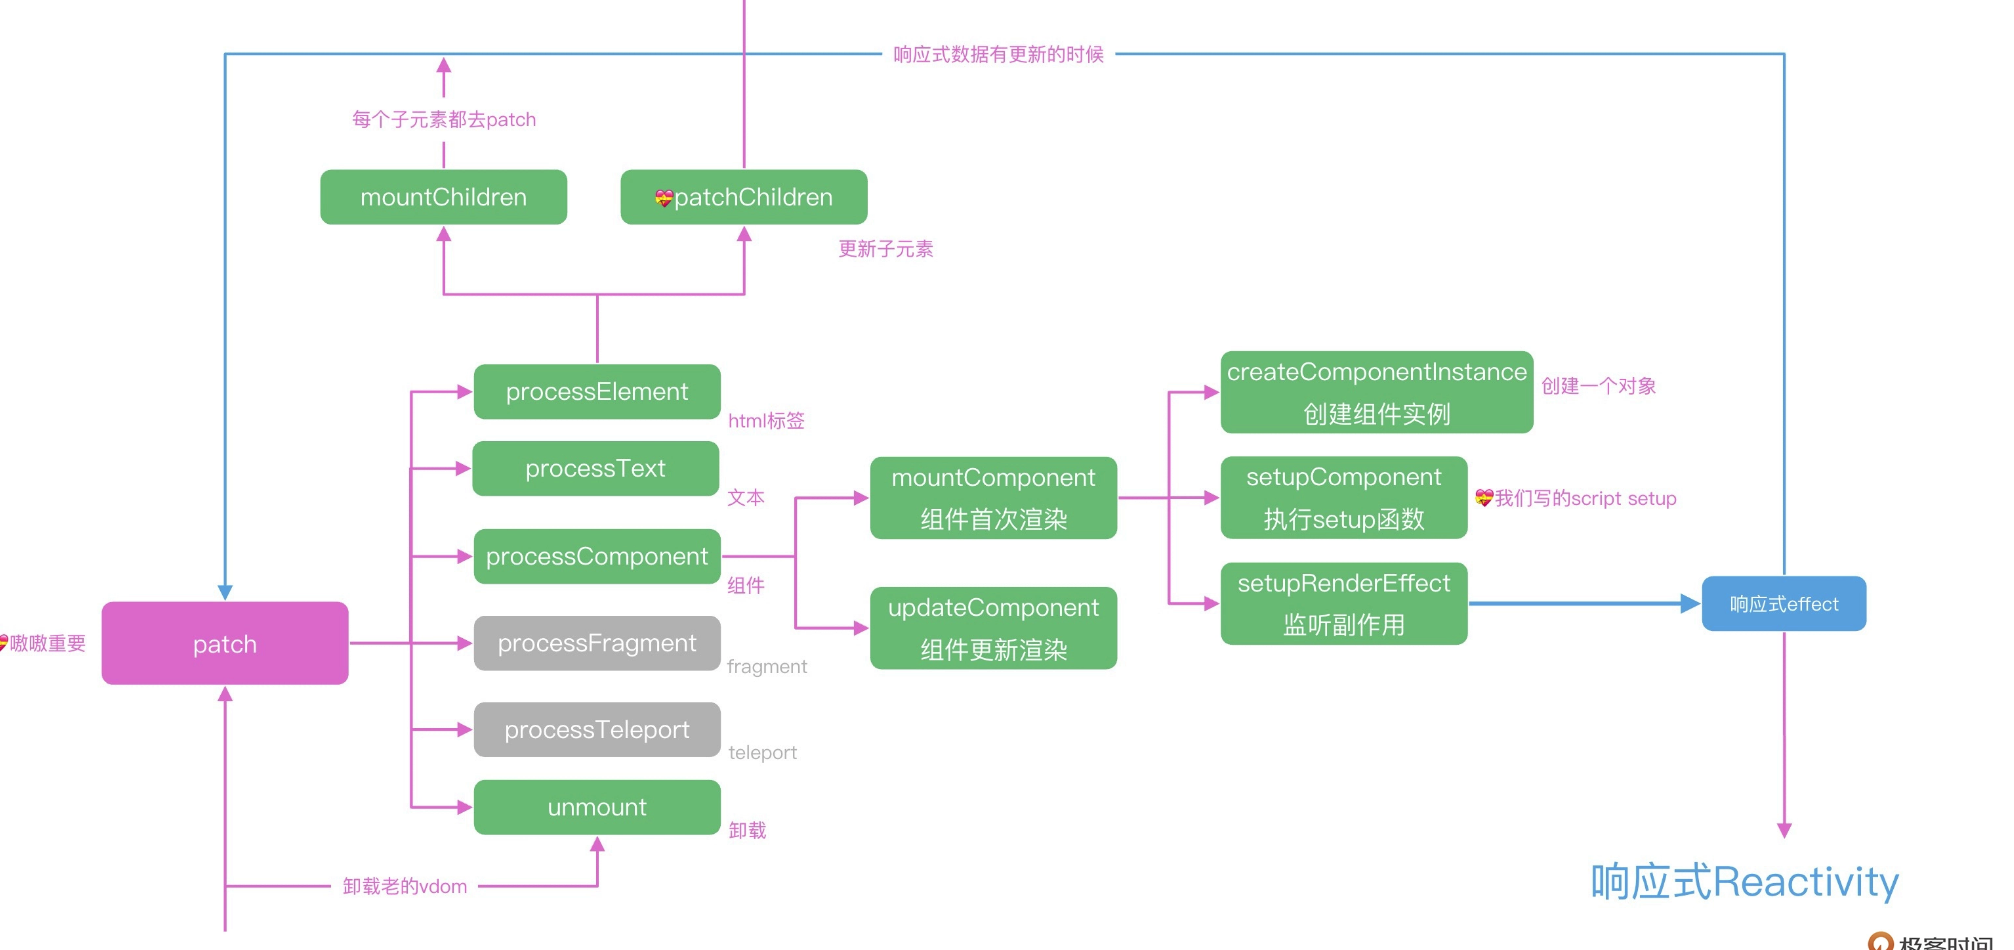 响应式数据有更新的时候
每个子元素都去patch
mountChildren
💝patchChildren
更新子元素
processElement
html标签
processText
文本
processComponent
组件
processFragment
fragment
processTeleport
teleport
unmount
卸载
💝嗷嗷重要
patch
卸载老的vdom
mountComponent
组件首次渲染
updateComponent
组件更新渲染
createComponentInstance
创建组件实例
创建一个对象
setupComponent
执行setup函数
💝我们写的script setup
setupRenderEffect
监听副作用
响应式effect
响应式Reactivity
极客时间